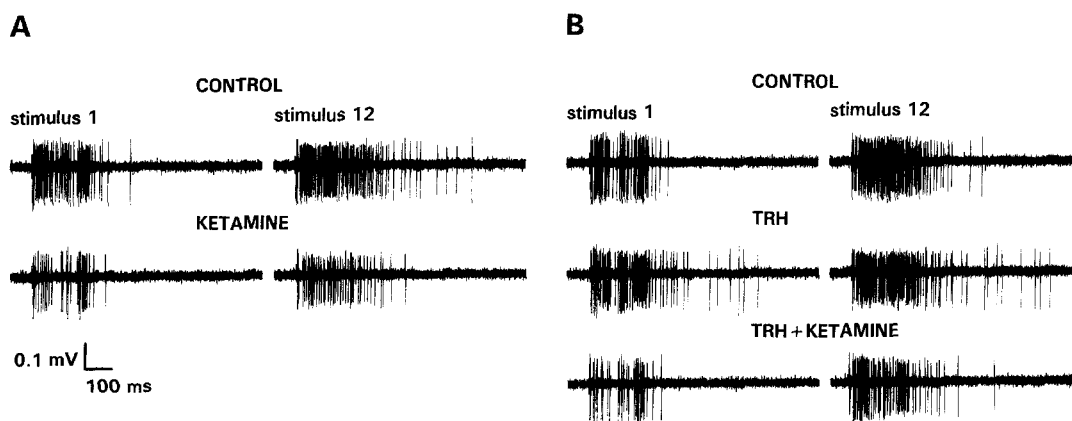 A
CONTROL
stimulus 1
stimulus 12
KETAMINE
0.1 mV
100 ms
B
CONTROL
stimulus 1
stimulus 12
TRH
TRH + KETAMINE